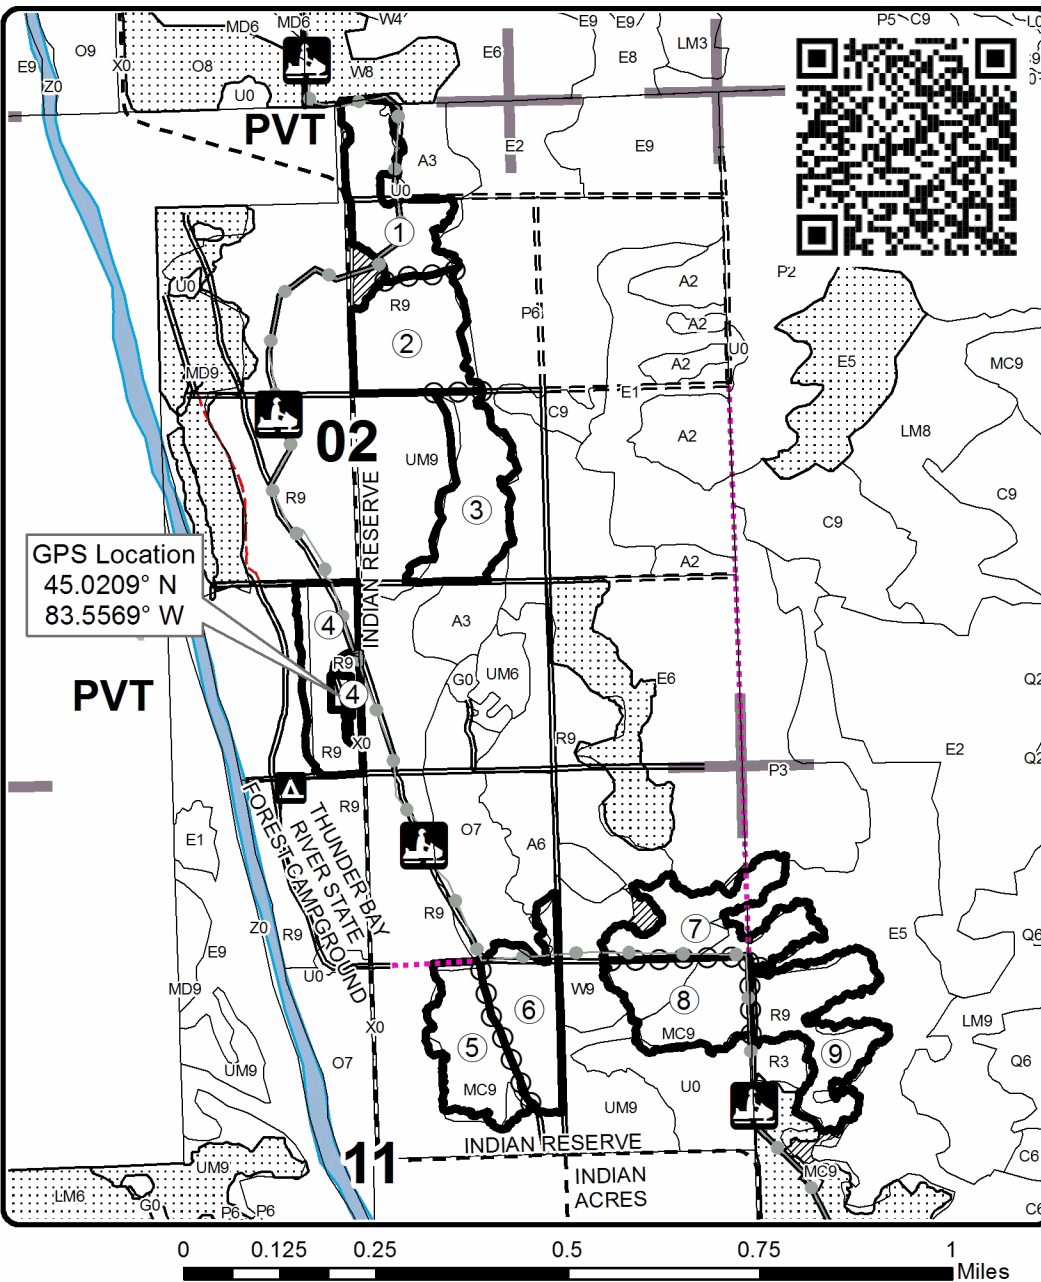 MD6
MD6
W4
E9
E9
P5
C9
O9
E9
X0
O8
Z0
W8
U0
E6
E8
LM3
PVT
A3
E2
E9
U0
1
P2
U0
A2
R9
P6
A2
2
U0
A2
E5
MC9
MD9
E1
C9
02
A2
LM8
UM9
R9
INDIAN RESERVE
C9
3
C9
GPS Location
45.0209° N
83.5569° W
A2
4
A3
R9
G0
UM6
E6
Q2
PVT
4
R9
X0
R9
E2
Q2
P3
R9
THUNDER BAY
RIVER STATE
FOREST CAMPGROUND
E1
O7
A6
R9
7
Z0
R9
E5
Q6
E9
U0
MD9
W9
8
6
R9
X0
MC9
LM9
5
9
O7
R3
Q6
UM9
MC9
U0
UM9
INDIAN RESERVE
11
C6
UM9
INDIAN
ACRES
MC9
LM6
G0
P6
P6
C6
0
0.125
0.25
0.5
0.75
1
Miles